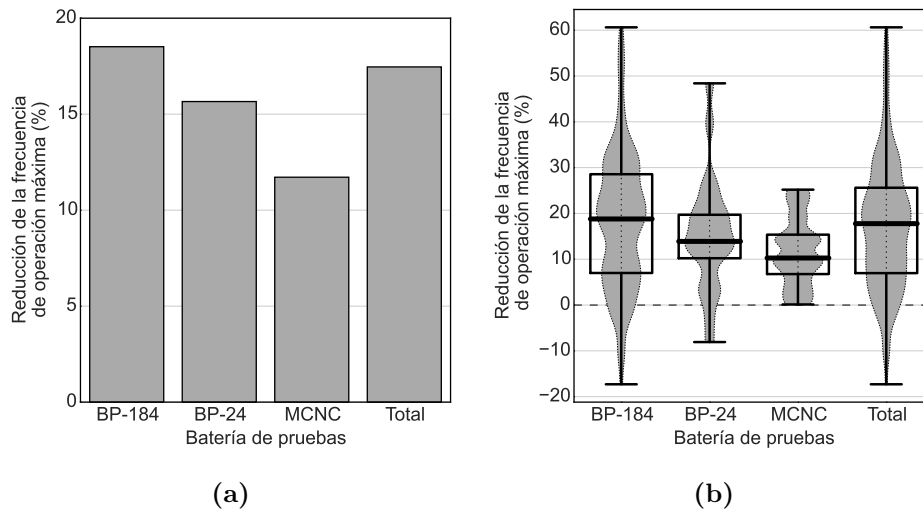 Reducción de la frecuencia
de operación máxima (%)
20
15
10
5
0
BP-184 BP-24 MCNC Total
Batería de pruebas
(a)
Reducción de la frecuencia
de operación máxima (%)
60
50
40
30
20
10
0
−10
−20
BP-184 BP-24 MCNC Total
Batería de pruebas
(b)